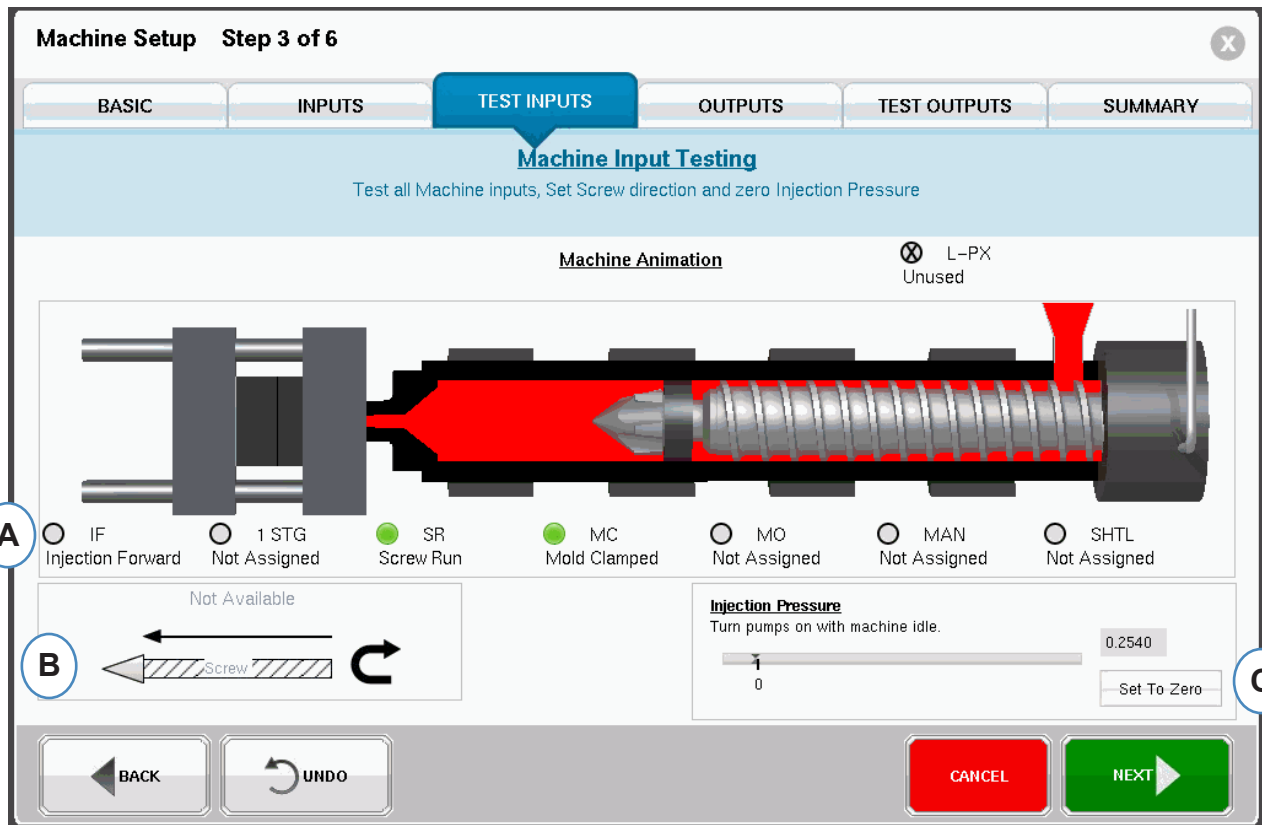 Machine Setup Step 3 of 6
X
BASIC INPUTS TEST INPUTS OUTPUTS TEST OUTPUTS SUMMARY
Machine Input Testing
Test all Machine inputs, Set Screw direction and zero Injection Pressure
Machine Animation
L-PX
Unused
A
IF 1 STG SR MC MO MAN SHTL
Injection Forward Not Assigned Screw Run Mold Clamped Not Assigned Not Assigned Not Assigned
Not Available
B
Screw
Injection Pressure
Turn pumps on with machine idle.
0.2540
1
0
Set To Zero
BACK UNDO CANCEL NEXT